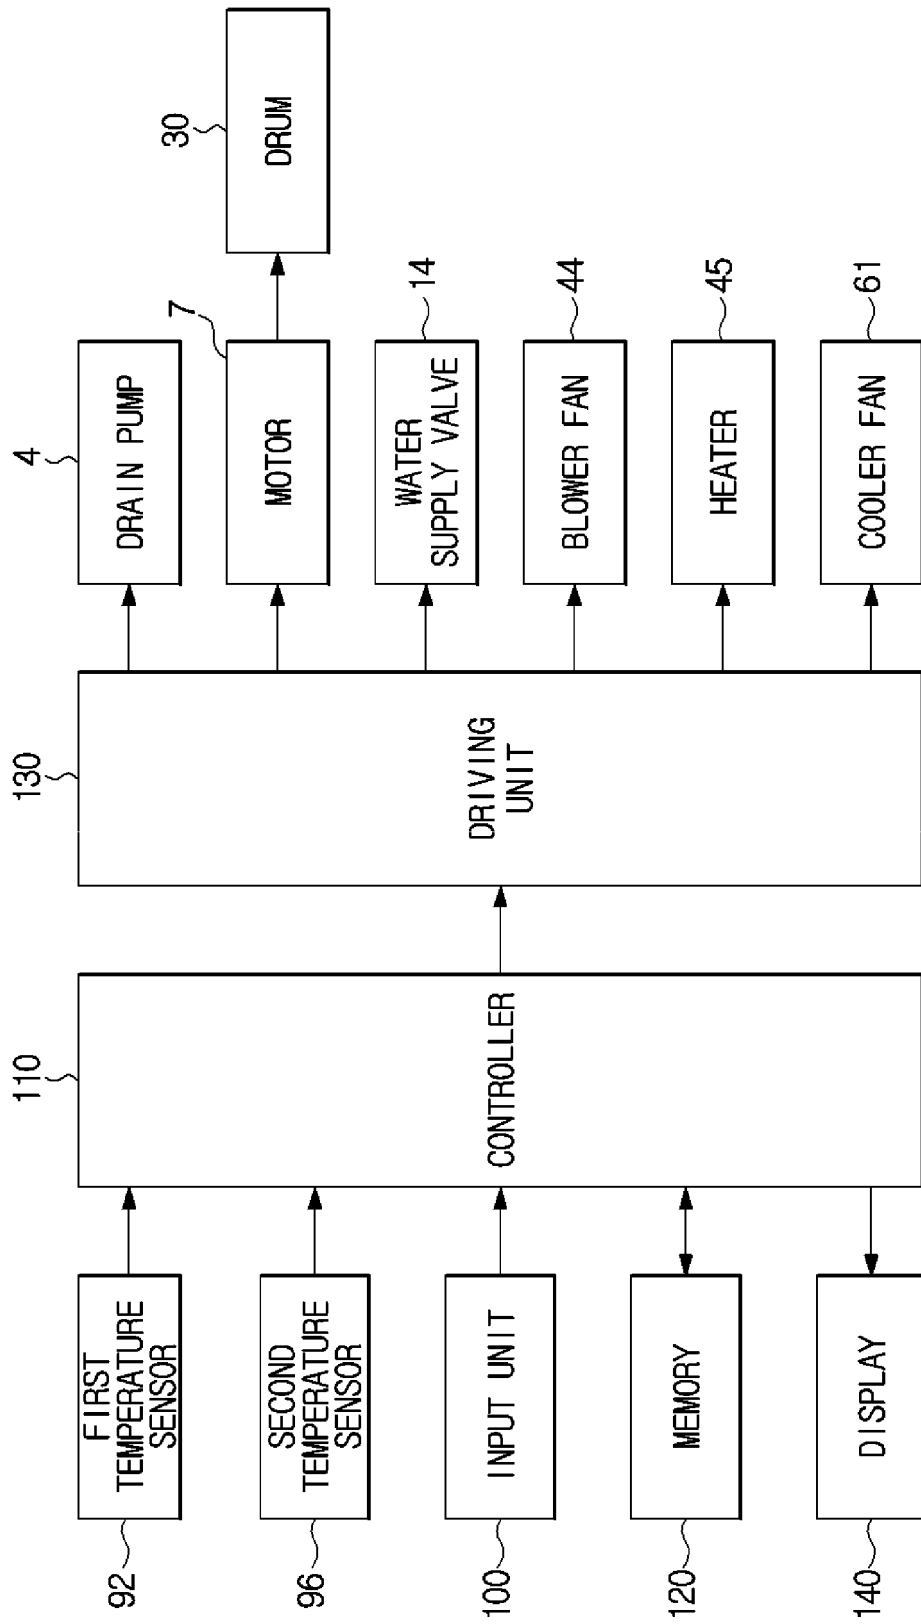 92
FIRST
TEMPERATURE
SENSOR
96
SECOND
TEMPERATURE
SENSOR
100
INPUT UNIT
120
MEMORY
140
DISPLAY
110
CONTROLLER
130
DRIVING
UNIT
4
DRAIN PUMP
7
MOTOR
30
DRUM
WATER
SUPPLY VALVE
14
BLOWER FAN
44
HEATER
45
COOLER FAN
61